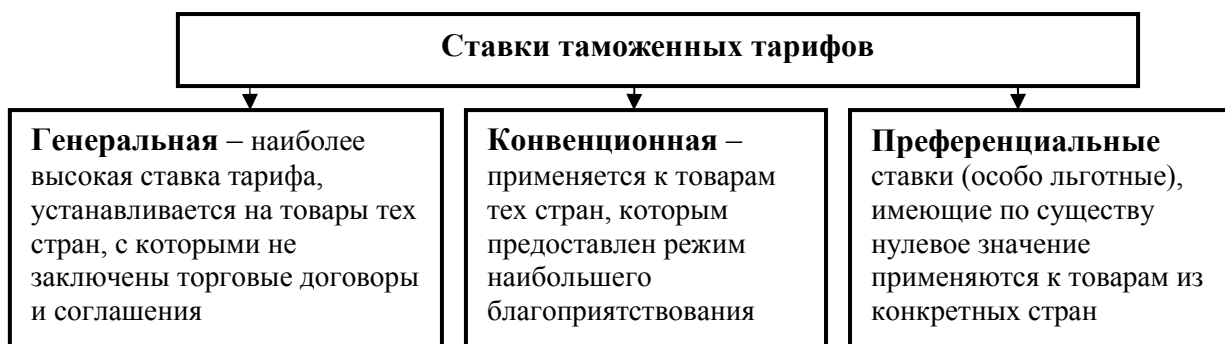 Ставки таможенных тарифов
Генеральная – наиболее
высокая ставка тарифа,
устанавливается на товары тех
стран, с которыми не
заключены торговые договоры
и соглашения
Конвенционная –
применяется к товарам
тех стран, которым
предоставлен режим
наибольшего
благоприятствования
Преференциальные
ставки (особо льготные),
имеющие по существу
нулевое значение
применяются к товарам из
конкретных стран